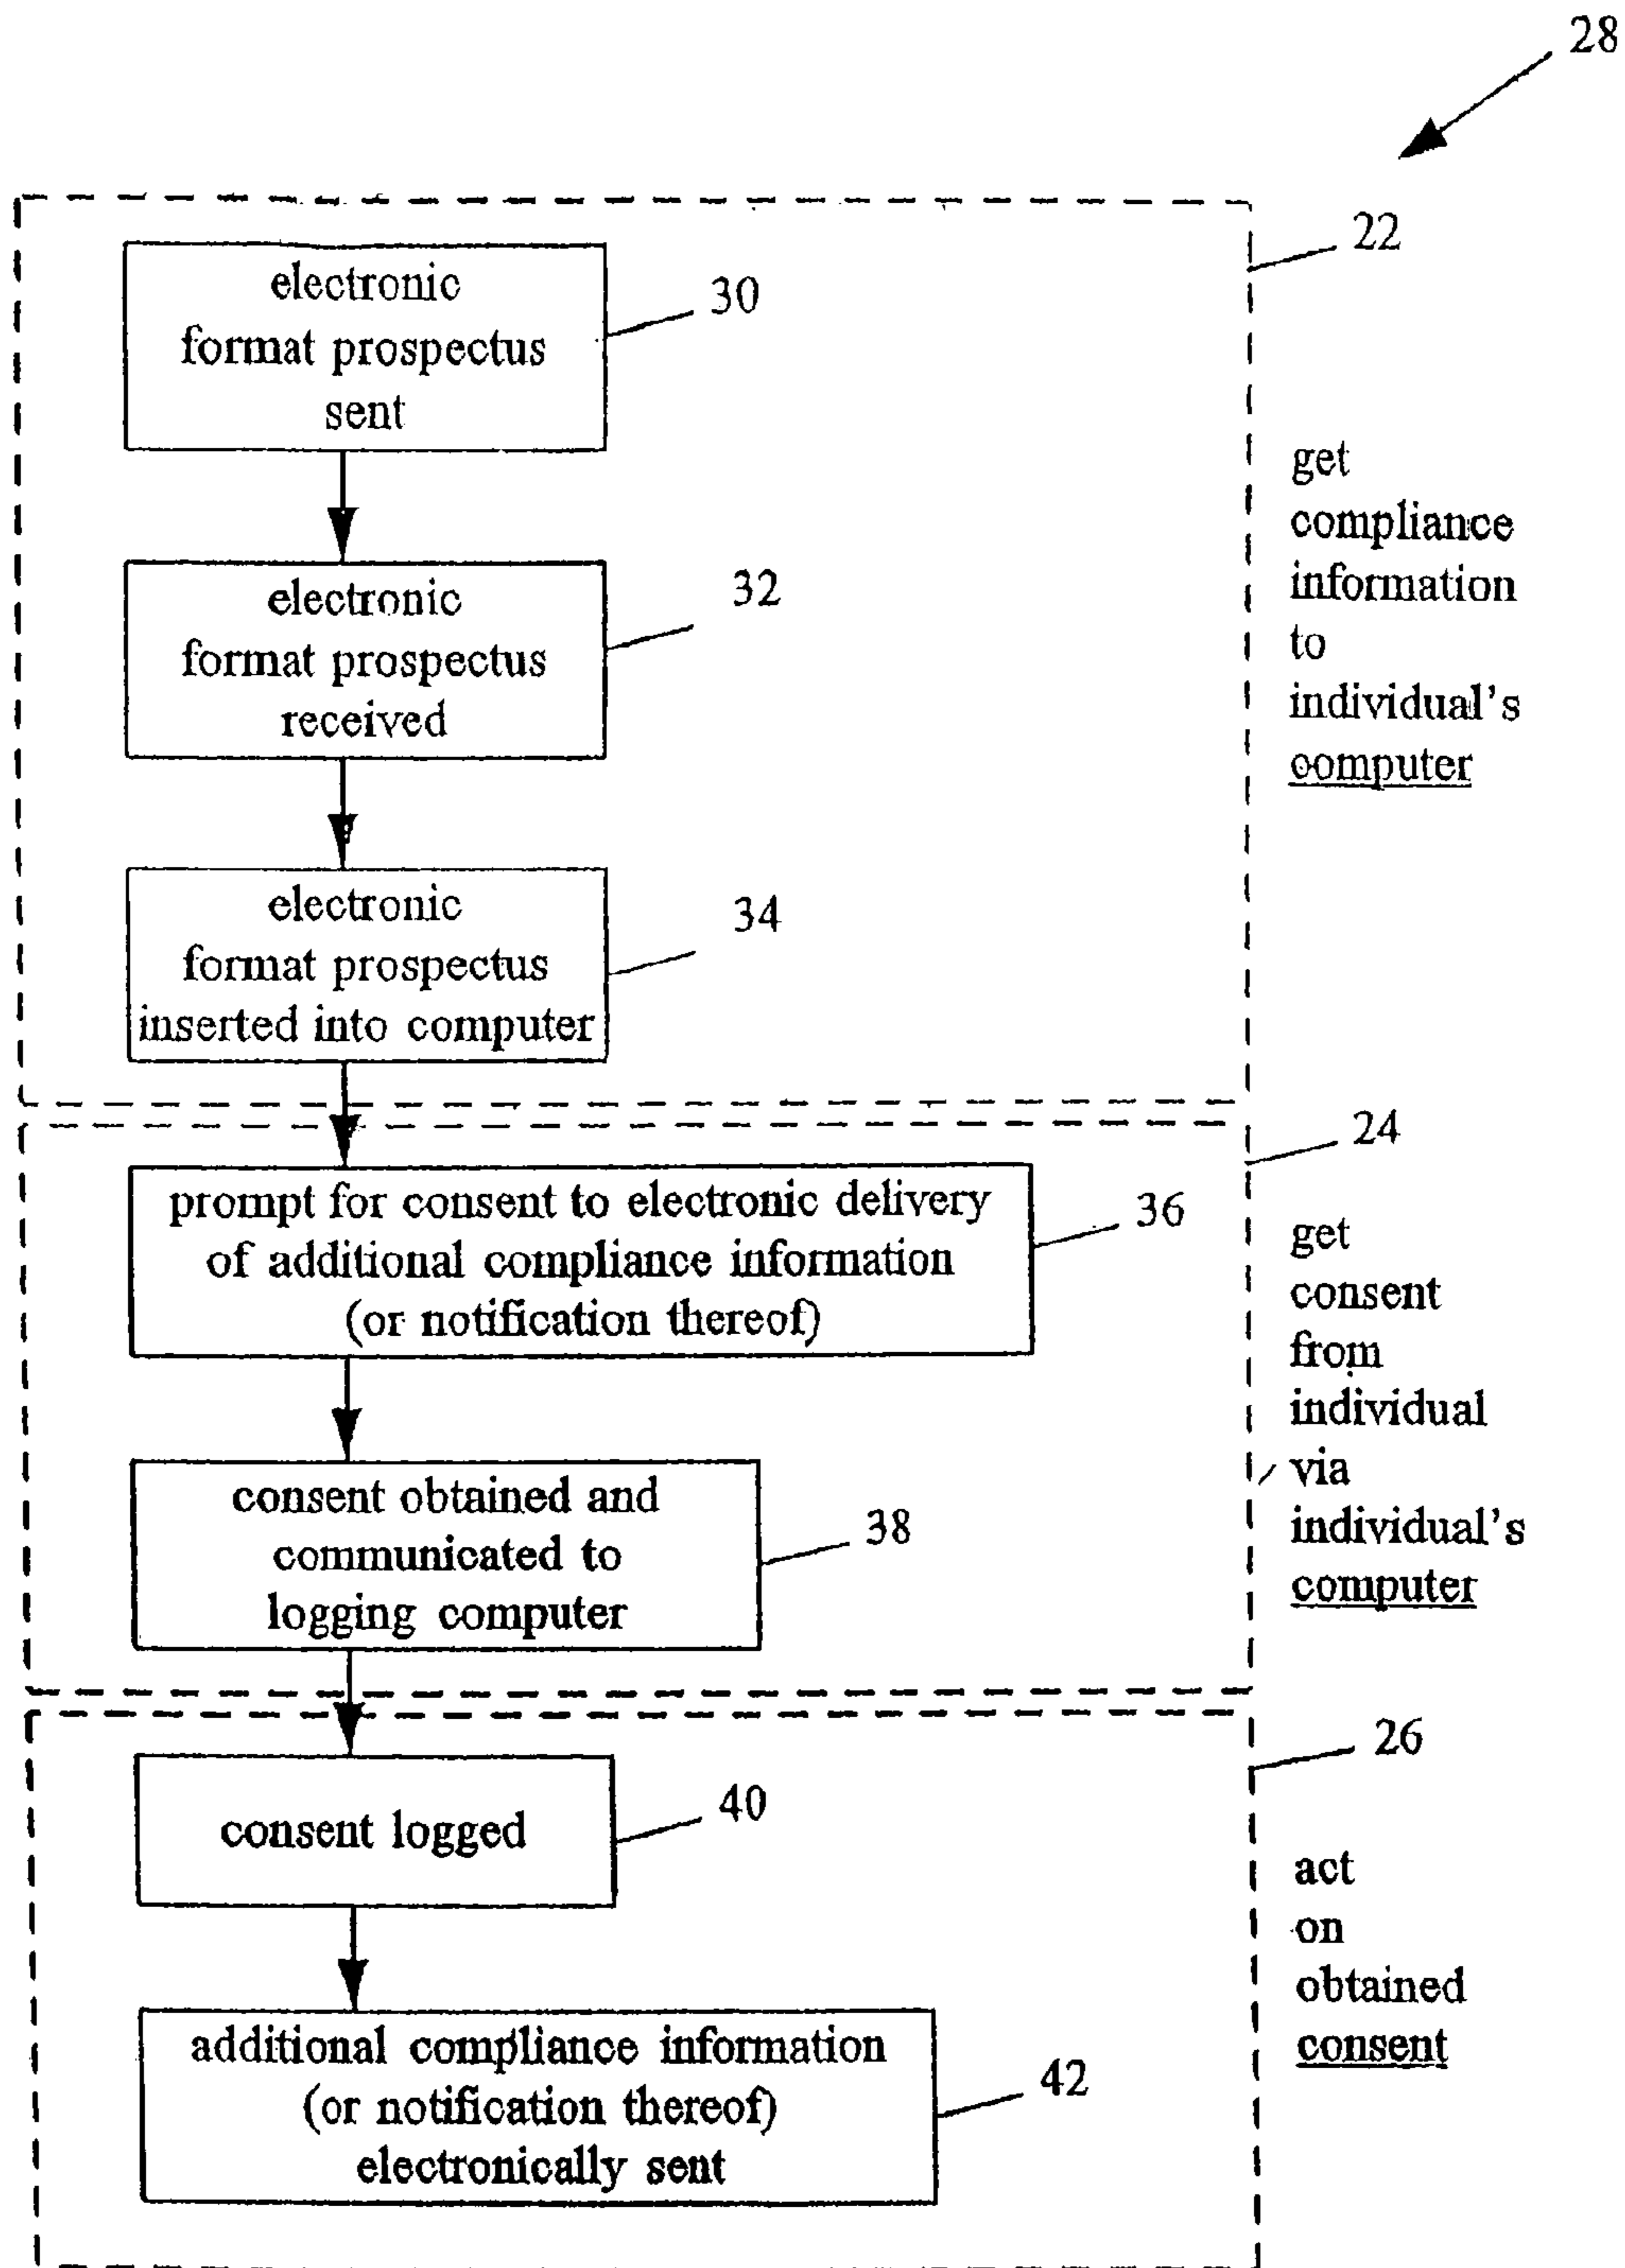 28
22
electronic
format prospectus
sent
30
get
compliance
information
to
individual's
computer
electronic
format prospectus
received
32
electronic
format prospectus
inserted into computer
34
24
prompt for consent to electronic delivery
of additional compliance information
(or notification thereof)
36
get
consent
from
individual
via
individual's
computer
consent obtained and
communicated to
logging computer
38
26
consent logged
40
act
on
obtained
consent
additional compliance information
(or notification thereof)
electronically sent
42